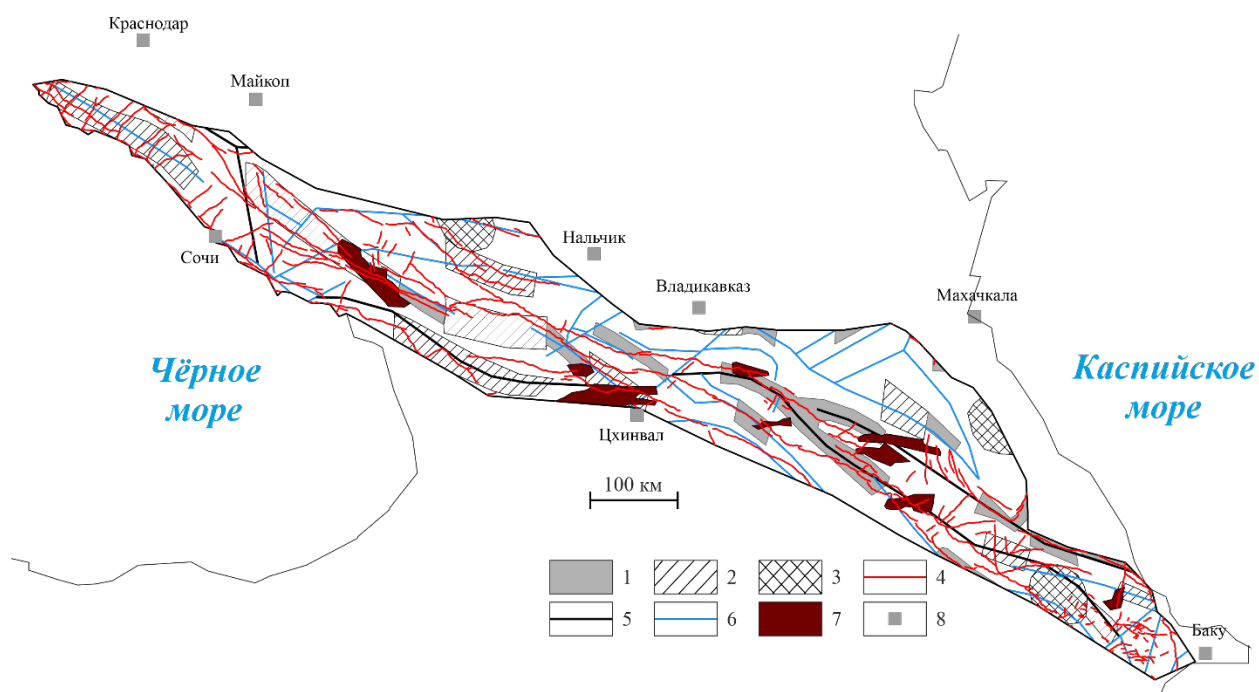 Краснодар
Майкоп
Сочи
Нальчик
Владикавказ
Махачкала
Чёрное
море
Каспийское
море
Цхинвал
100 км
1
2
3
4
5
6
7
8
Баку